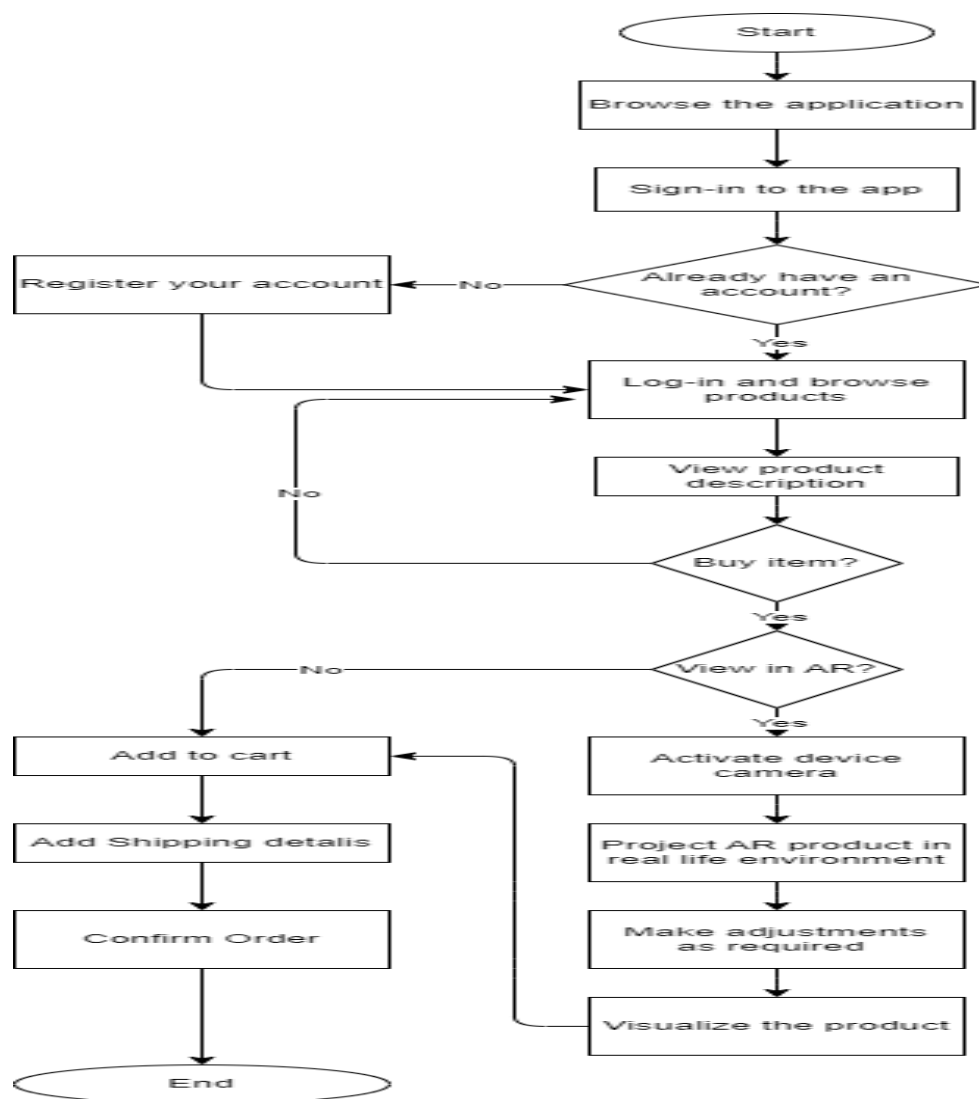 Start
Browse the application
Sign-in to the app
Already have an
account?
No
Register your account
Yes
Log-in and browse
products
View product
description
No
Buy item?
Yes
View in AR?
No
Yes
Add to cart
Activate device
camera
Add Shipping detalis
Project AR product in
real life environment
Confirm Order
Make adjustments
as required
Visualize the product
End